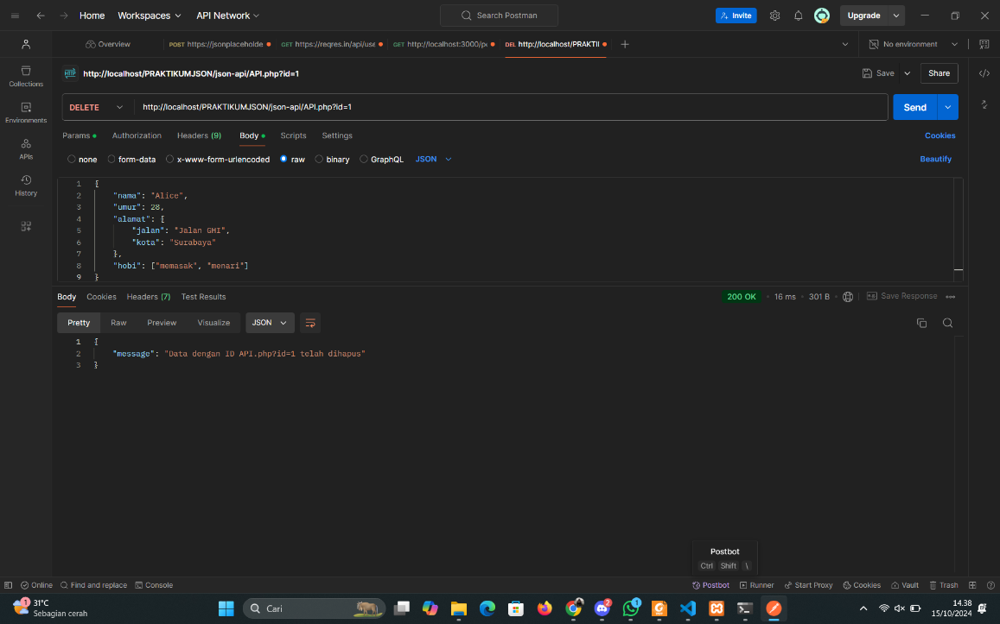 Home Workspaces API Network Search Postman Invite Upgrade
Overview POST https://jsonplaceholde GET https://reqres.in/api/use GET http://localhost:3000/p DEL http://localhost/PRAKTII No environment
HTTP http://localhost/PRAKTIKUMJSON/json-api/API.php?id=1 Save Share
Collections
Environments
APIs
History
DELETE http://localhost/PRAKTIKUMJSON/json-api/API.php?id=1 Send
Params Authorization Headers (9) Body Scripts Settings Cookies
none form-data x-www-form-urlencoded raw binary GraphQL JSON Beautify
1 {
2 "nama": "Alice",
3 "umur": 28,
4 "alamat": {
5 "jalan": "Jalan GHI",
6 "kota": "Surabaya"
7 },
8 "hobi": ["memasak", "menari"]
9 }
Body Cookies Headers (7) Test Results 200 OK • 16 ms • 301 B Save Response
Pretty Raw Preview Visualize JSON
1 {
2 "message": "Data dengan ID API.php?id=1 telah dihapus"
3 }
Postbot
Ctrl Shift \
Online Find and replace Console Postbot Runner Start Proxy Cookies Vault Trash
1 31°C
Sebagian cerah
Cari
2 1
14.38
15/10/2024